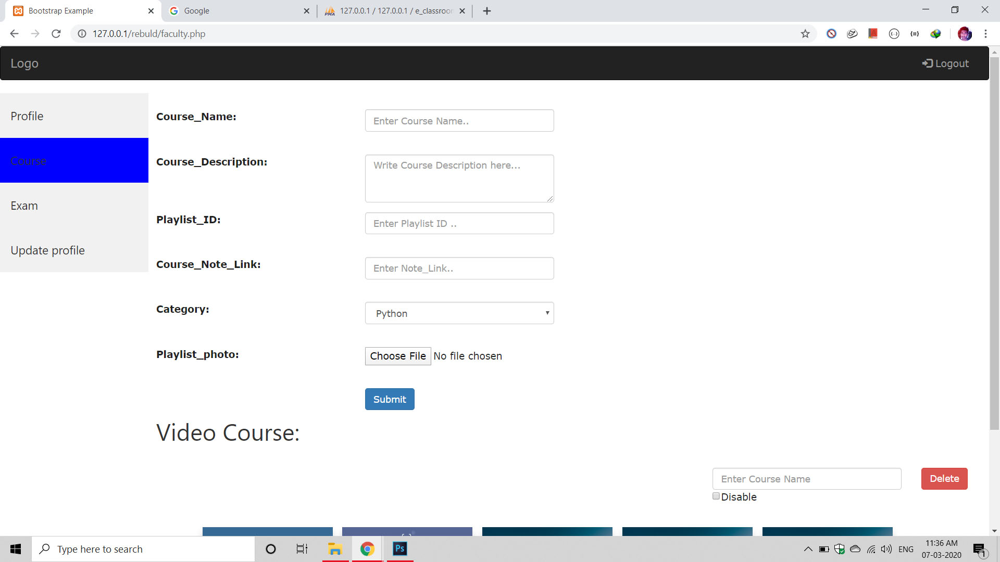 Bootstrap Example
Google
127.0.0.1 / 127.0.0.1 / e_classroon
127.0.0.1/rebuld/faculty.php
Logo
Logout
Profile
Course
Exam
Update profile
Course_Name:
Enter Course Name..
Course_Description:
Write Course Description here...
Playlist_ID:
Enter Playlist ID ..
Course_Note_Link:
Enter Note_Link..
Category:
Python
Playlist_photo:
Choose File No file chosen
Submit
Video Course:
Enter Course Name
Delete
Disable
Type here to search
Ps
ENG
11:36 AM
07-03-2020
1